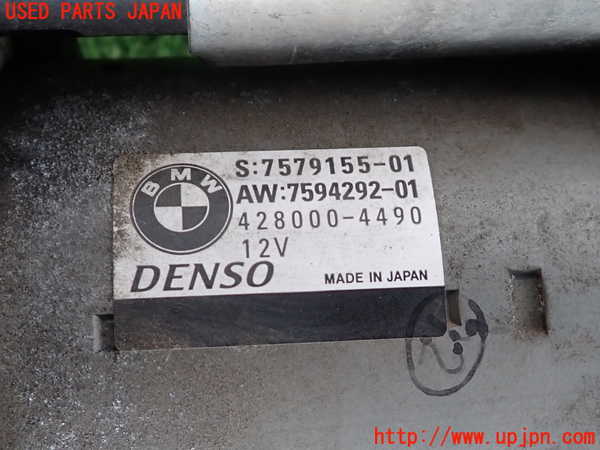 USED PARTS JAPAN
S:7579155-01
BMW
AW:7594292-01
428000-4490
12V
DENSO
MADE IN JAPAN
http://www.upjpn.com/